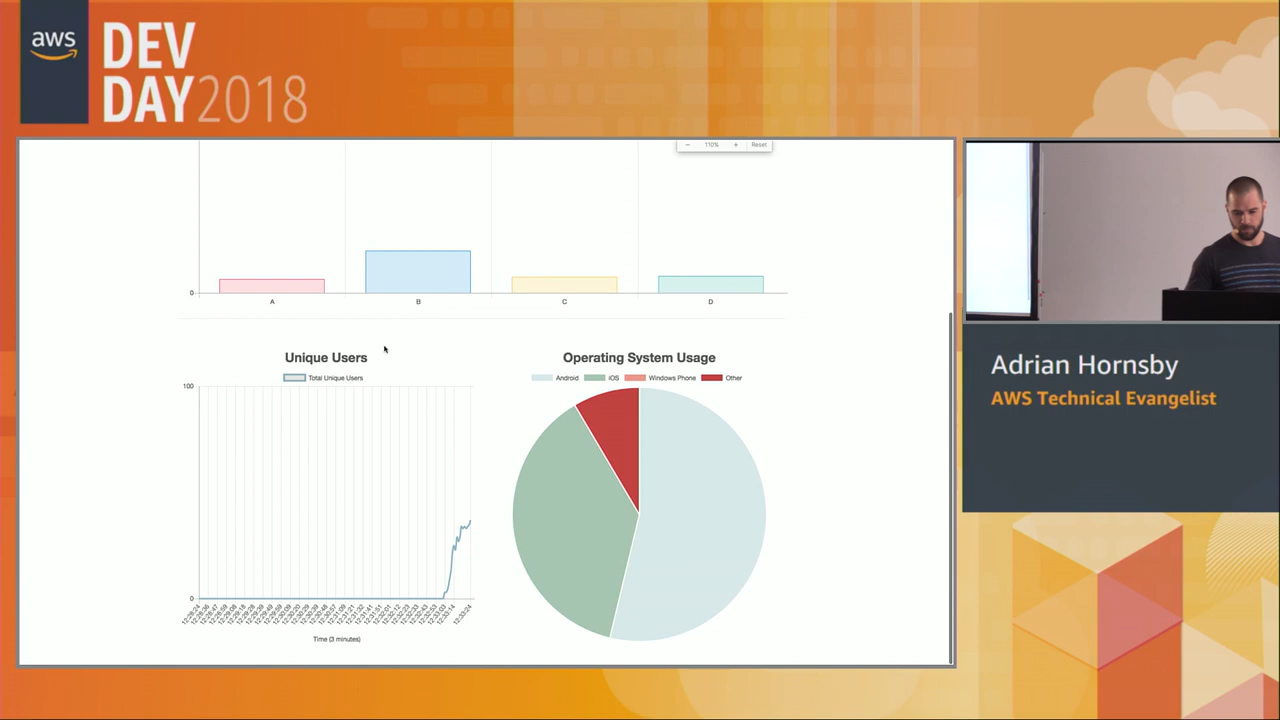 aws
DEV
DAY2018
− 110% + Reset
0
A B C D
Unique Users
Total Unique Users
100
0
Time (3 minutes)
Operating System Usage
Android iOS Windows Phone Other
Adrian Hornsby
AWS Technical Evangelist